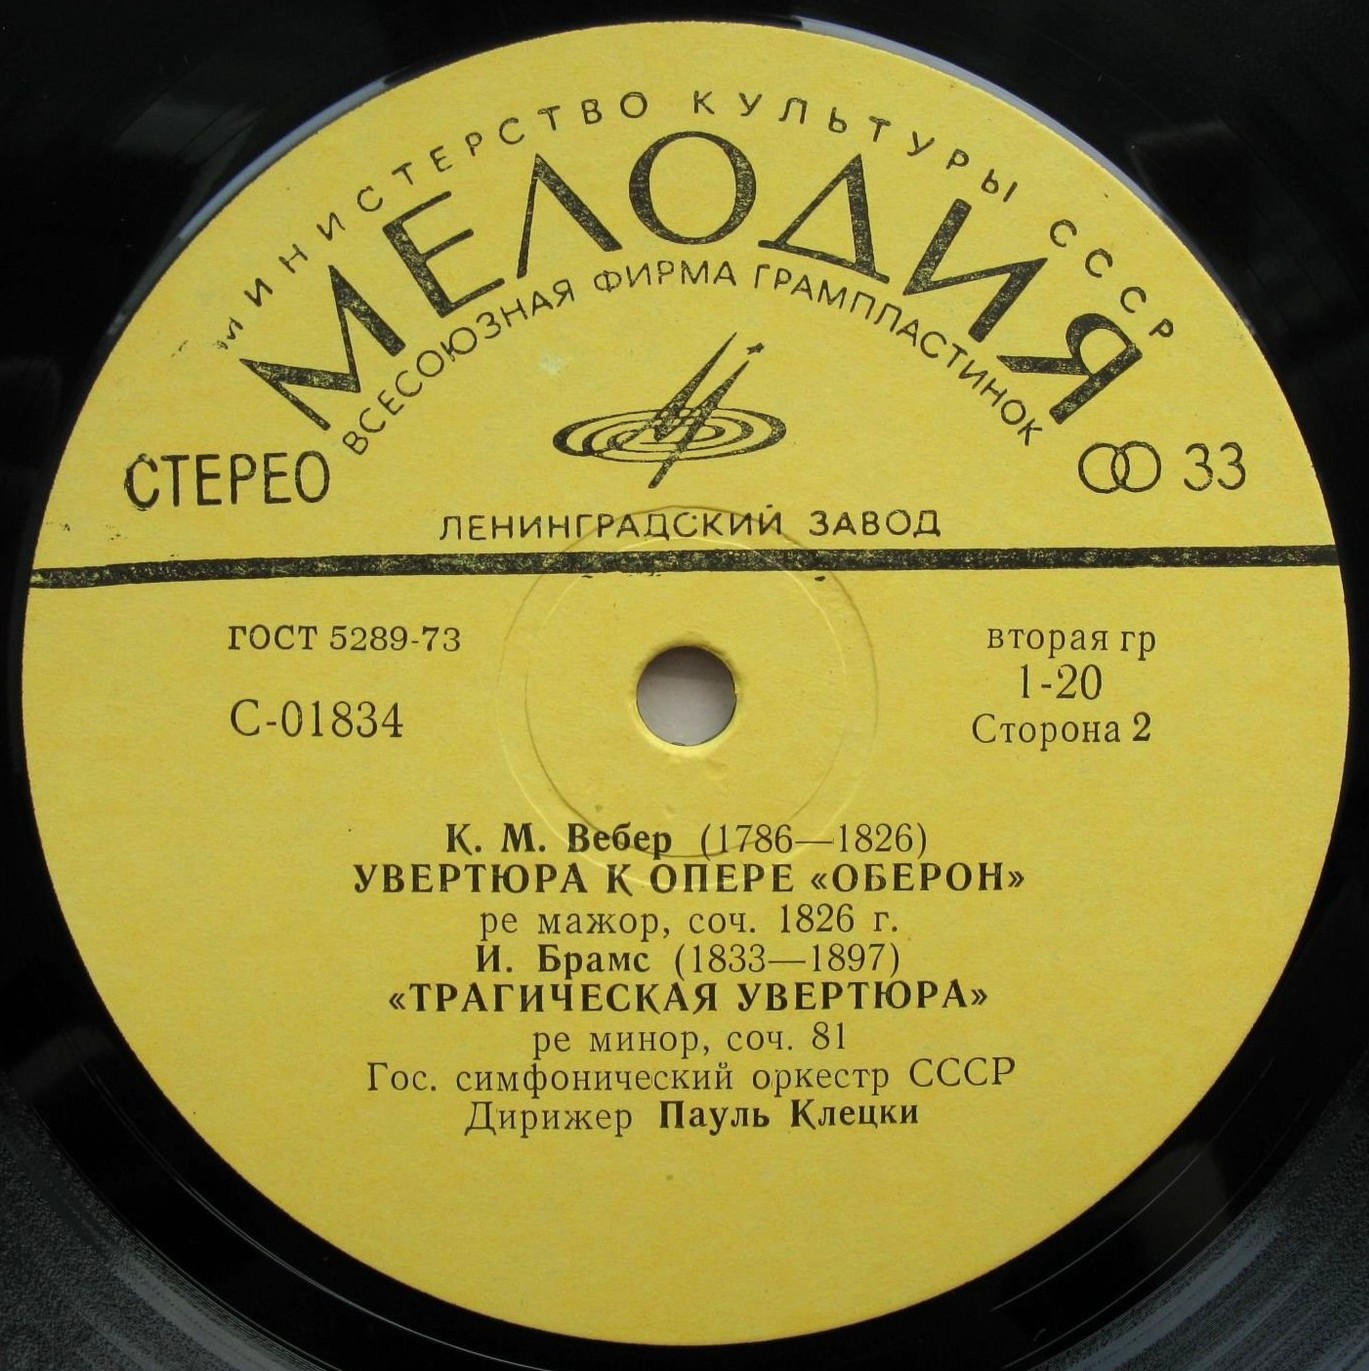 МИНИСТЕРСТВО КУЛЬТУРЫ СССР
МЕЛОДИЯ
ВСЕСОЮЗНАЯ ФИРМА ГРАМПЛАСТИНОК
СТЕРЕО
33
ЛЕНИНГРАДСКИЙ ЗАВОД
ГОСТ 5289-73
вторая гр
1-20
С-01834
Сторона 2
К. М. Вебер (1786—1826)
УВЕРТЮРА К ОПЕРЕ «ОБЕРОН»
ре мажор, соч. 1826 г.
И. Брамс (1833—1897)
«ТРАГИЧЕСКАЯ УВЕРТЮРА»
ре минор, соч. 81
Гос. симфонический оркестр СССР
Дирижер Пауль Клецки